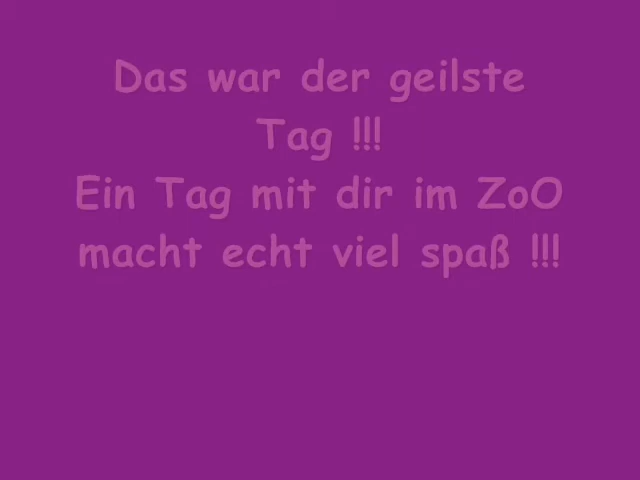 Das war der geilste
Tag !!!
Ein Tag mit dir im ZoO
macht echt viel spaß !!!